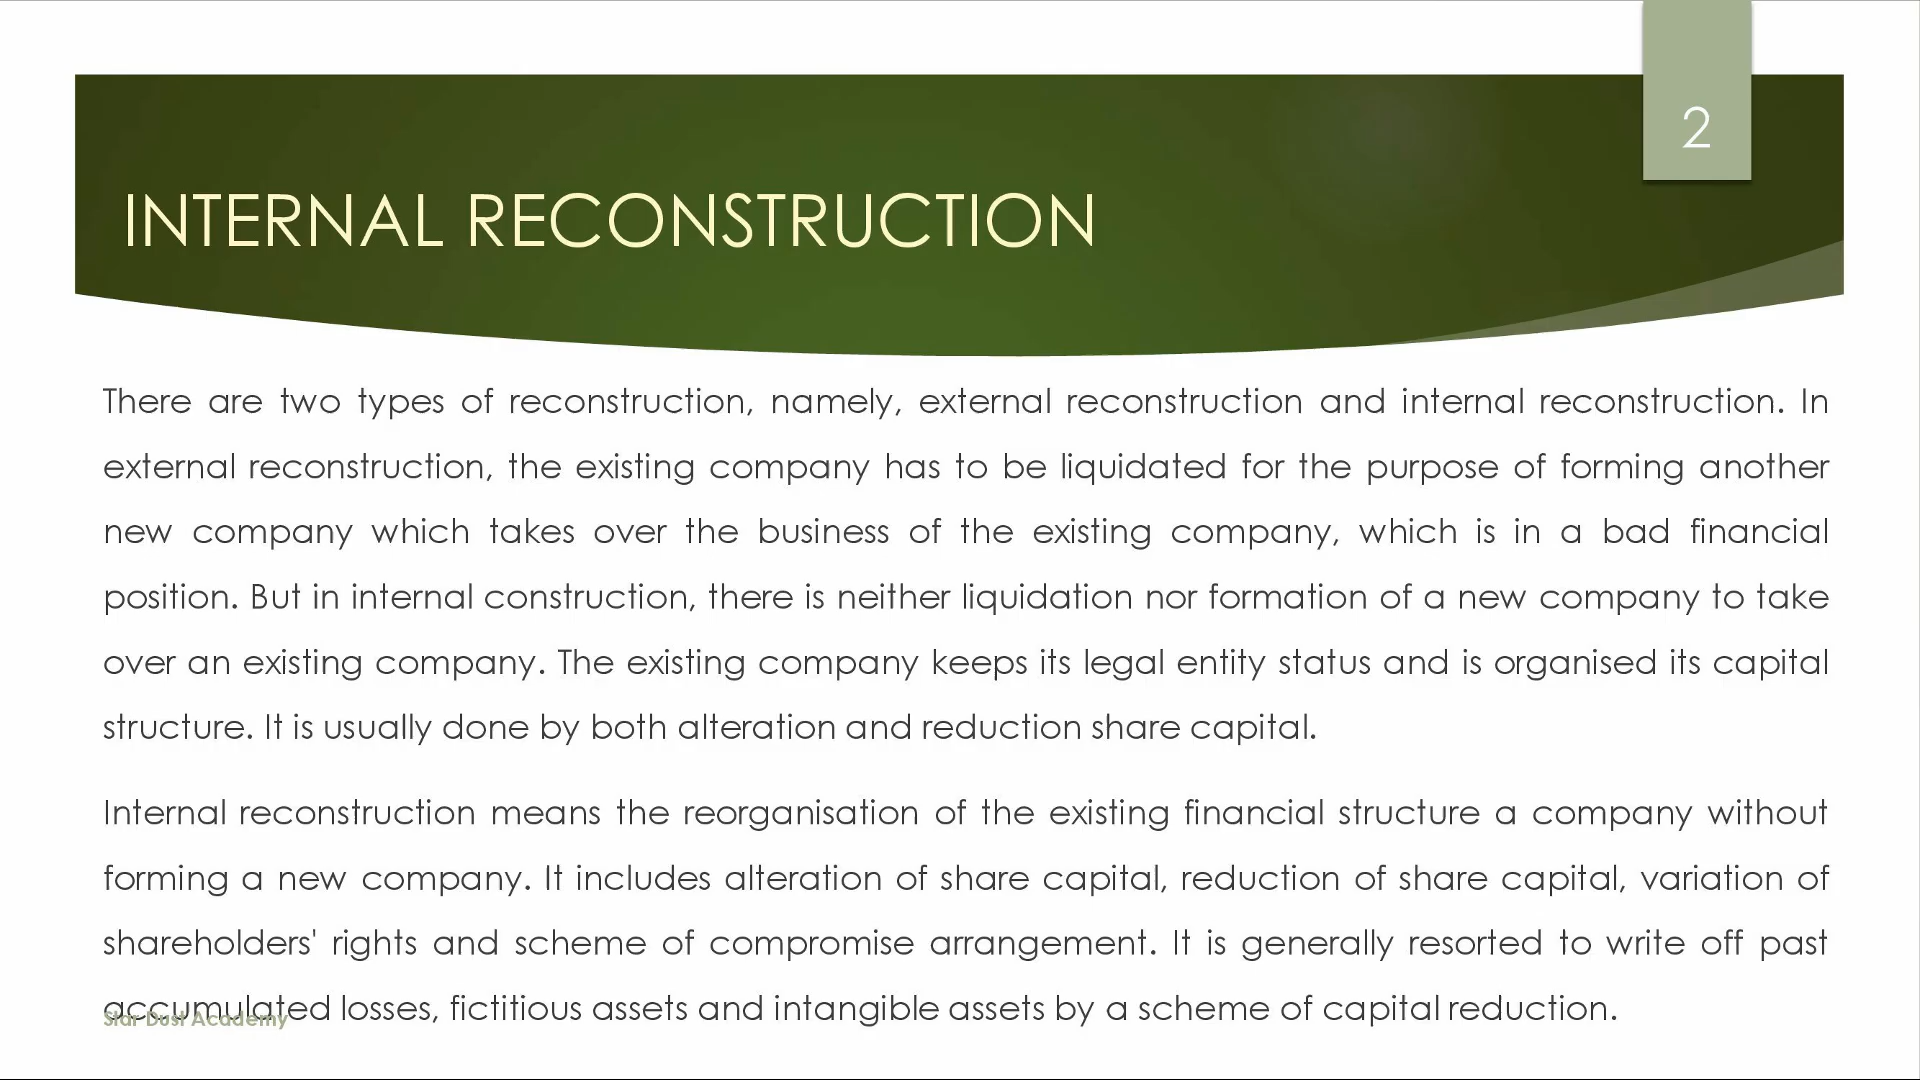 2
INTERNAL RECONSTRUCTION
There are two types of reconstruction, namely, external reconstruction and internal reconstruction. In
external reconstruction, the existing company has to be liquidated for the purpose of forming another
new company which takes over the business of the existing company, which is in a bad financial
position. But in internal construction, there is neither liquidation nor formation of a new company to take
over an existing company. The existing company keeps its legal entity status and is organised its capital
structure. It is usually done by both alteration and reduction share capital.
Internal reconstruction means the reorganisation of the existing financial structure a company without
forming a new company. It includes alteration of share capital, reduction of share capital, variation of
shareholders' rights and scheme of compromise arrangement. It is generally resorted to write off past
accumulated losses, fictitious assets and intangible assets by a scheme of capital reduction.
Star Dust Academy